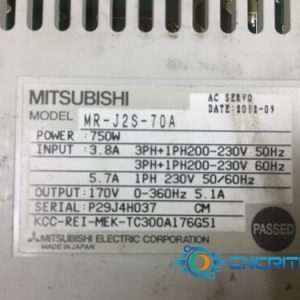 MITSUBISHI
AC SERVO
DATE:2002-09
MODEL MR-J2S-70A
POWER : 750W
INPUT : 3.8A 3PH+1PH200-230V 50Hz
3PH+1PH200-230V 60Hz
5.7A 1PH 230V 50/60Hz
OUTPUT : 170V 0-360Hz 5.1A
SERIAL: P29J4H037 CM
KCC-REI-MEK-TC300A176G51
PASSED
MITSUBISHI ELECTRIC CORPORATION
MADE IN JAPAN